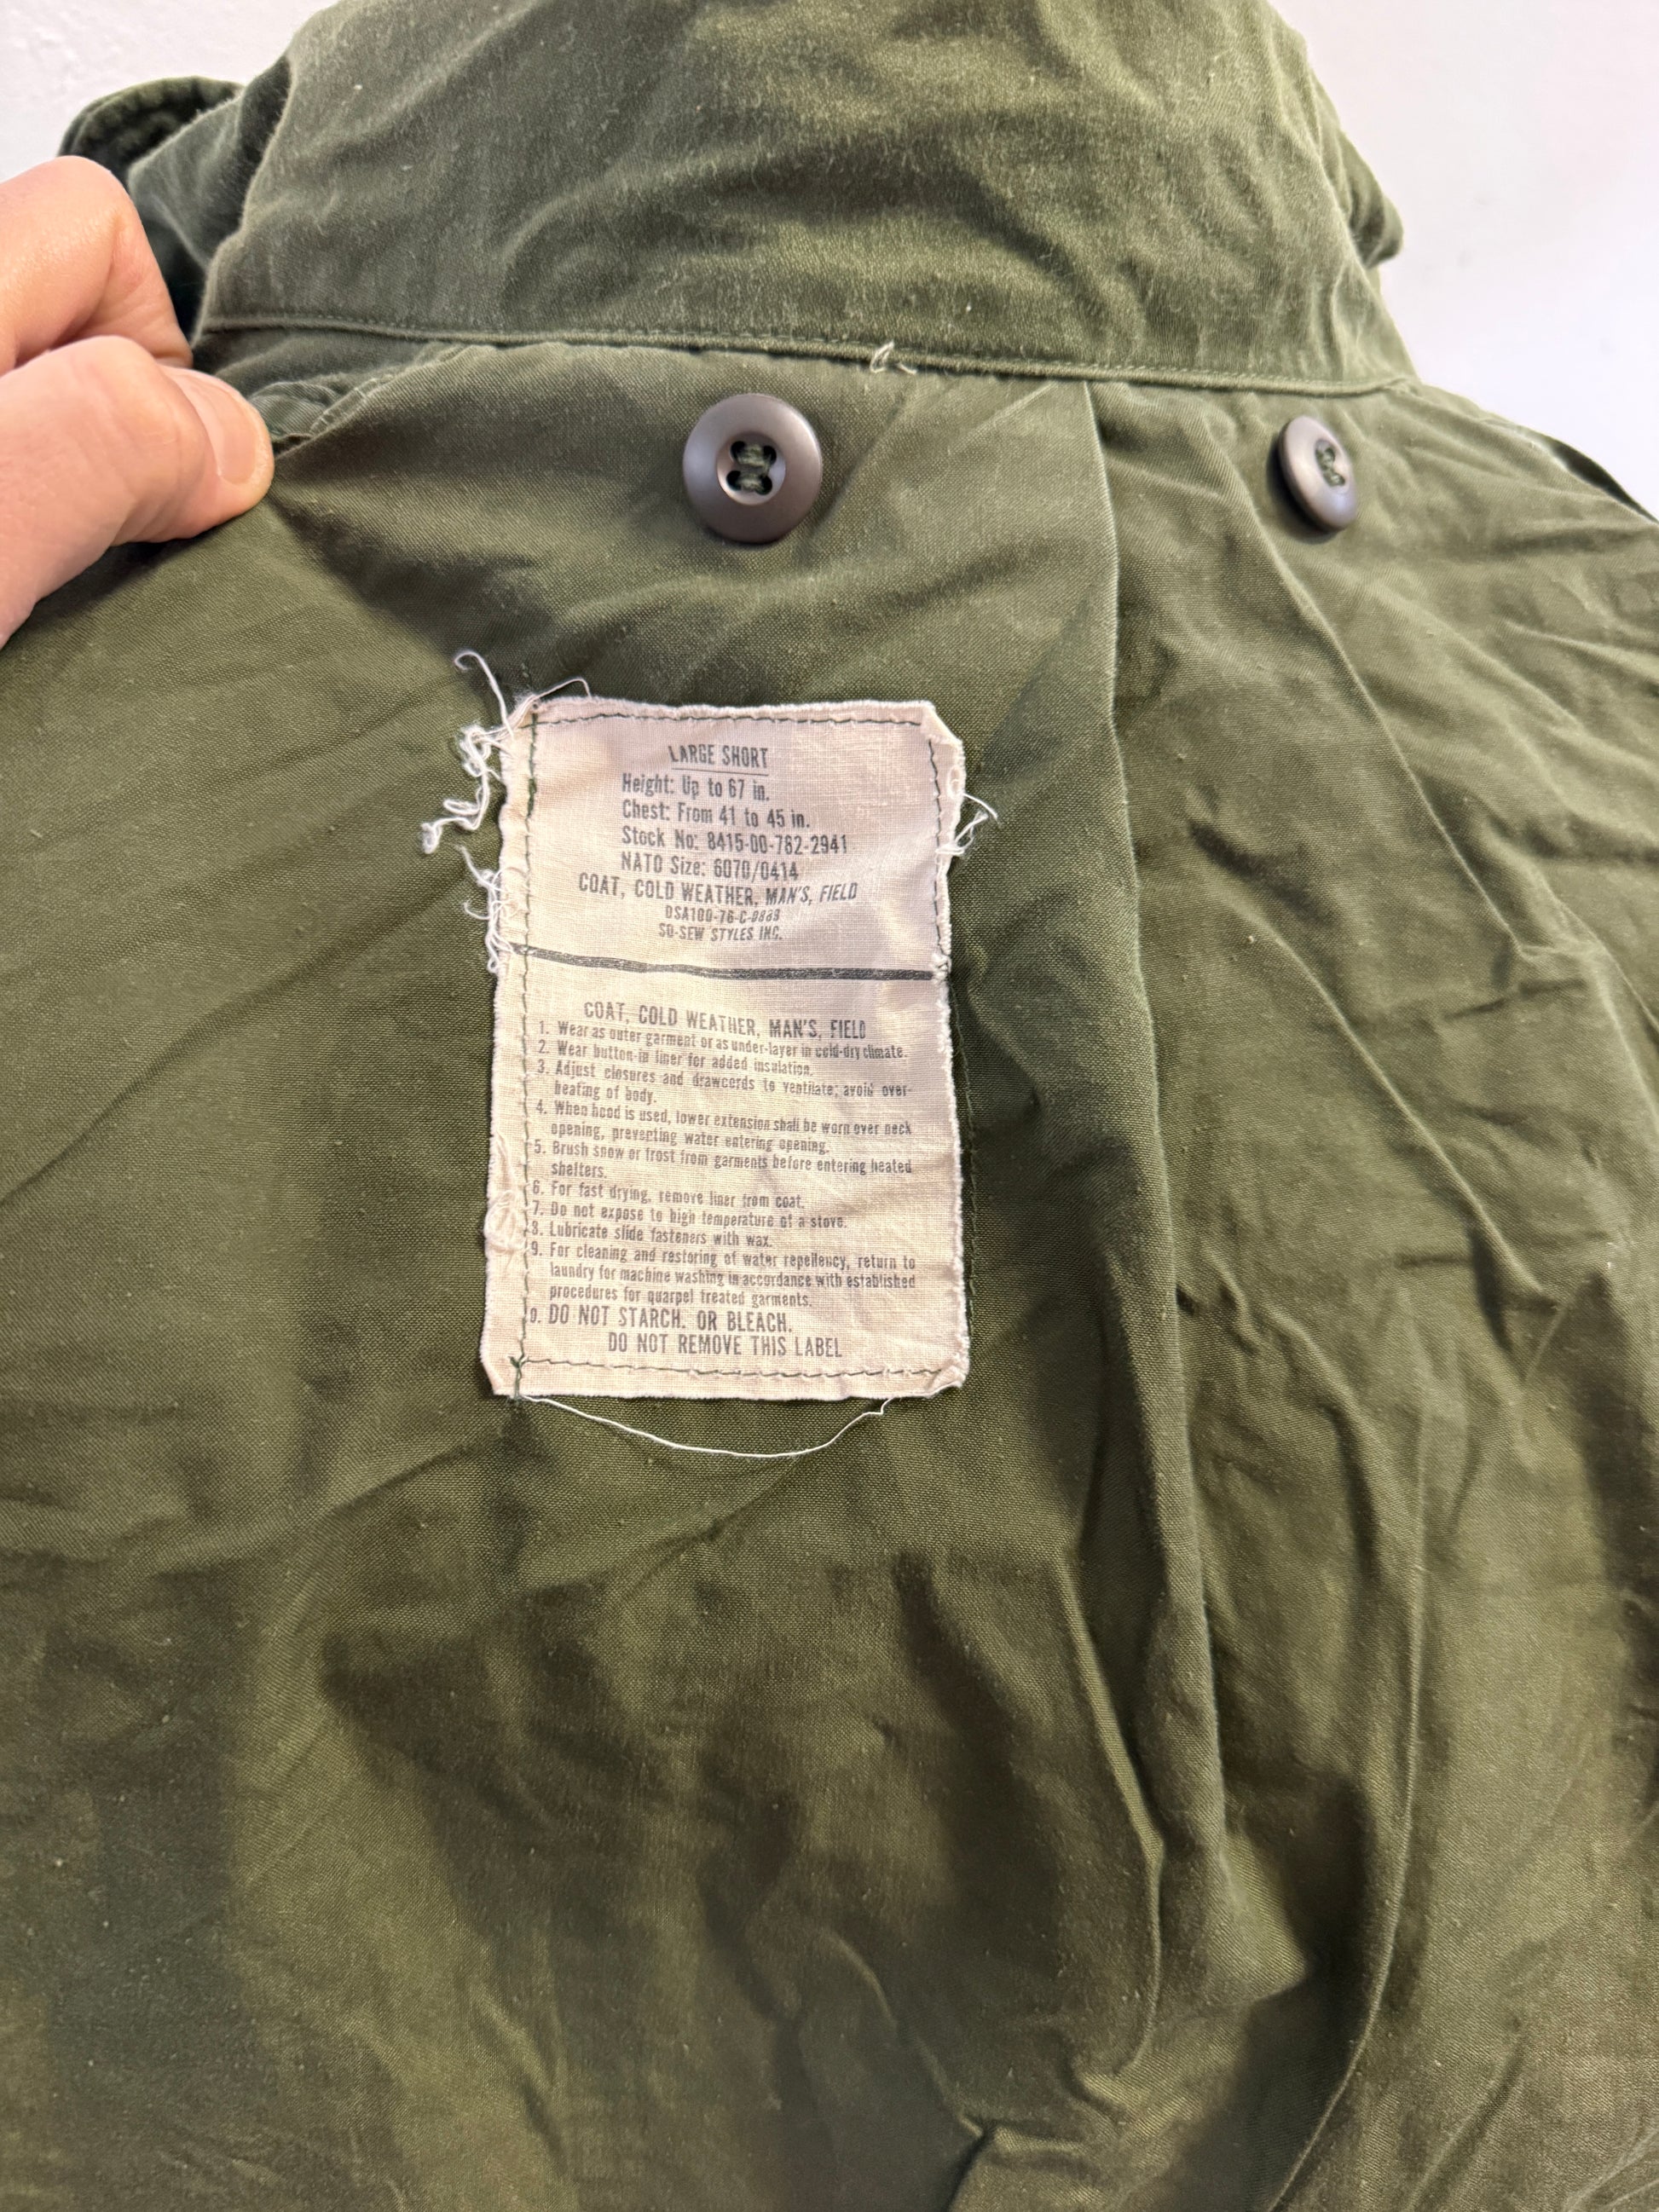 LARGE SHORT
Height: Up to 67 in.
Chest: From 41 to 45 in.
Stock No: 8415-00-782-2941
NATO Size: 6070/0414
COAT, COLD WEATHER, MAN'S, FIELD
SO-SEW STYLES INC.
COAT, COLD WEATHER, MAN'S, FIELD
1. Wear as outer garment or as under-layer in cold-dry climate.
2. Wear button-in liner for added insulation.
3. Adjust closures and drawcords to ventilate; avoid over-
heating of body.
4. When hood is used, lower extension shall be worn over neck
opening, preventing water entering opening.
5. Brush snow or frost from garments before entering heated
shelters.
6. For fast drying, remove liner from coat.
7. Do not expose to high temperature of a stove.
8. Lubricate slide fasteners with wax.
9. For cleaning and restoring of water repellency, return to
laundry for machine washing in accordance with established
procedures for quarpel treated garments.
0. DO NOT STARCH. OR BLEACH.
DO NOT REMOVE THIS LABEL